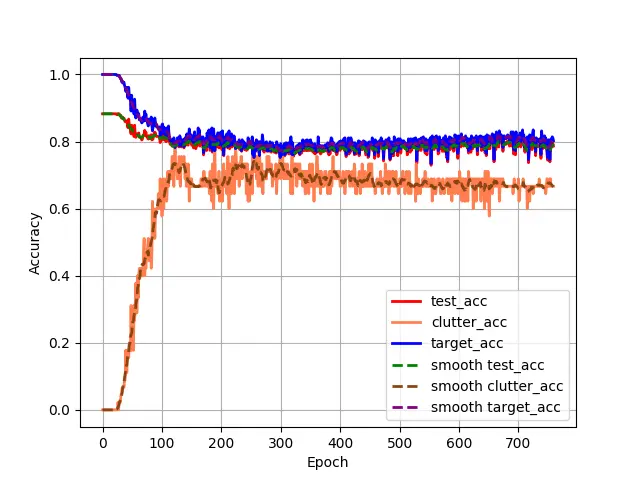 1.0
0.8
0.6
0.4
0.2
0.0
Accuracy
test_acc
clutter_acc
target_acc
smooth test_acc
smooth clutter_acc
smooth target_acc
0 100 200 300 400 500 600 700
Epoch